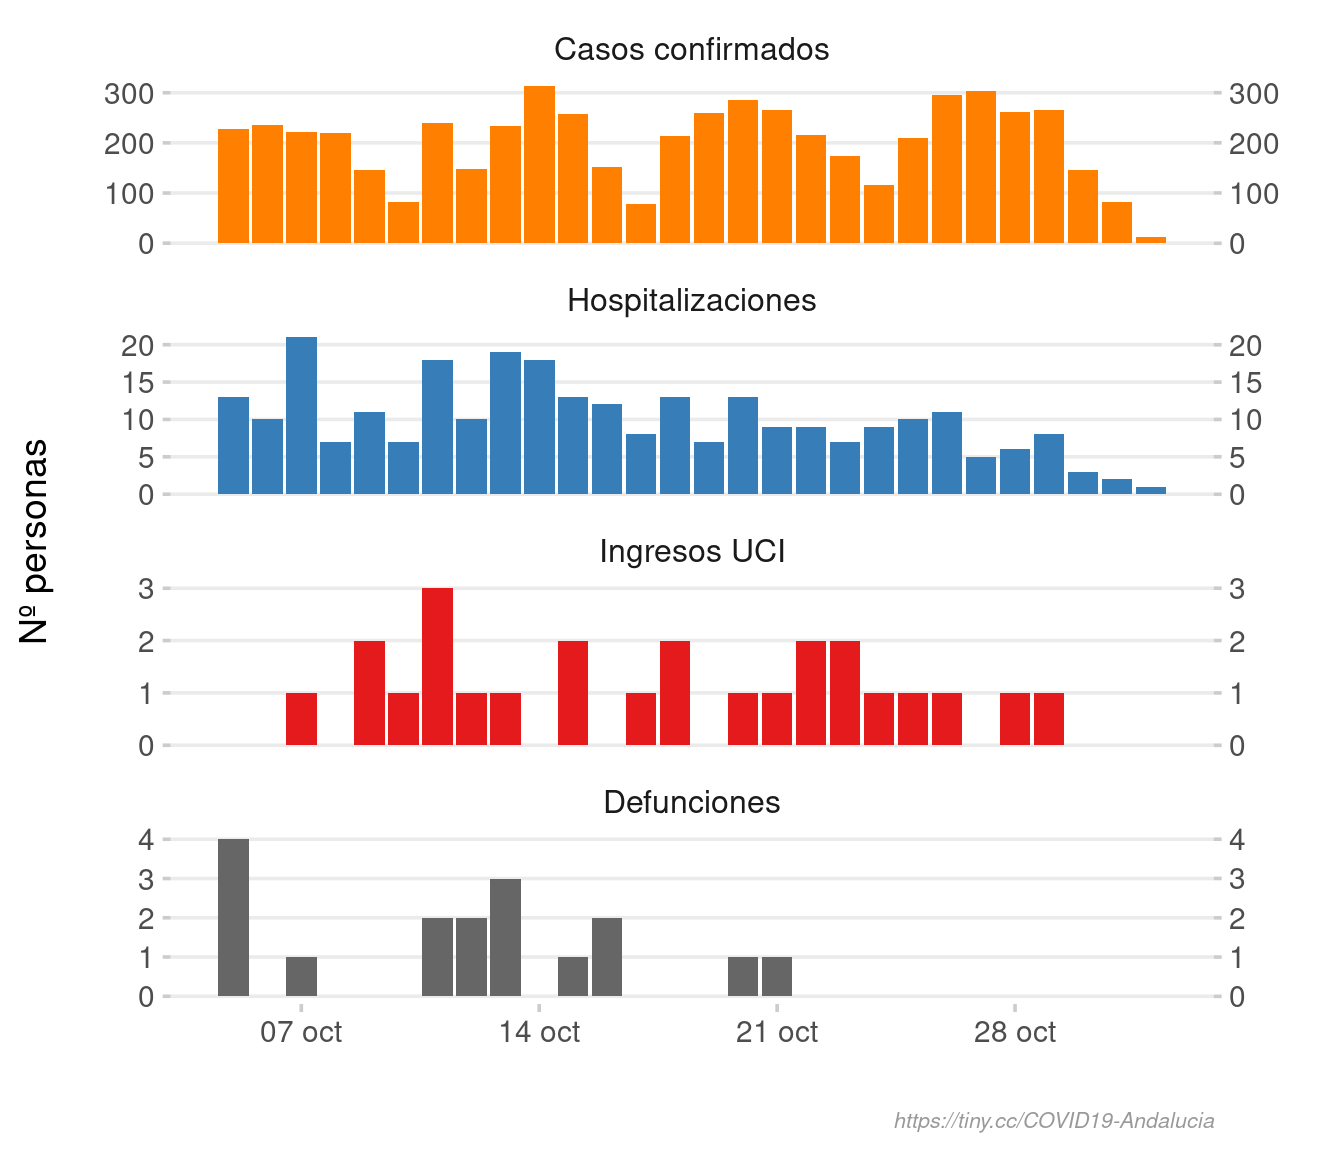 Casos confirmados
300 300
200 200
100 100
0 0
Hospitalizaciones
20 20
15 15
10 10
5 5
0 0
Nº personas
Ingresos UCI
3 3
2 2
1 1
0 0
Defunciones
4 4
3 3
2 2
1 1
0 0
07 oct 14 oct 21 oct 28 oct
https://tiny.cc/COVID19-Andalucia